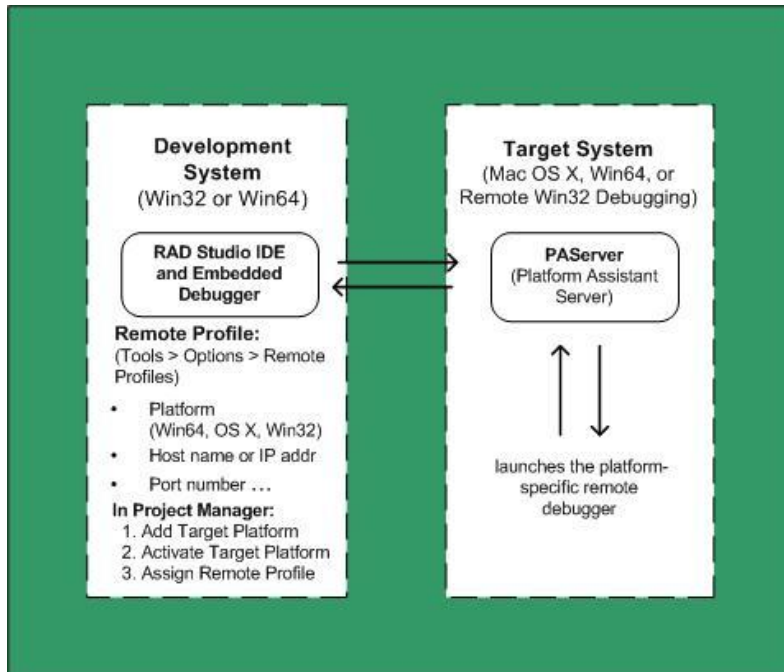 Development
System
(Win32 or Win64)
RAD Studio IDE
and Embedded
Debugger
Remote Profile:
(Tools > Options > Remote
Profiles)
• Platform
(Win64, OS X, Win32)
• Host name or IP addr
• Port number ...
In Project Manager:
1. Add Target Platform
2. Activate Target Platform
3. Assign Remote Profile
Target System
(Mac OS X, Win64, or
Remote Win32 Debugging)
PAServer
(Platform Assistant
Server)
launches the platform-
specific remote
debugger